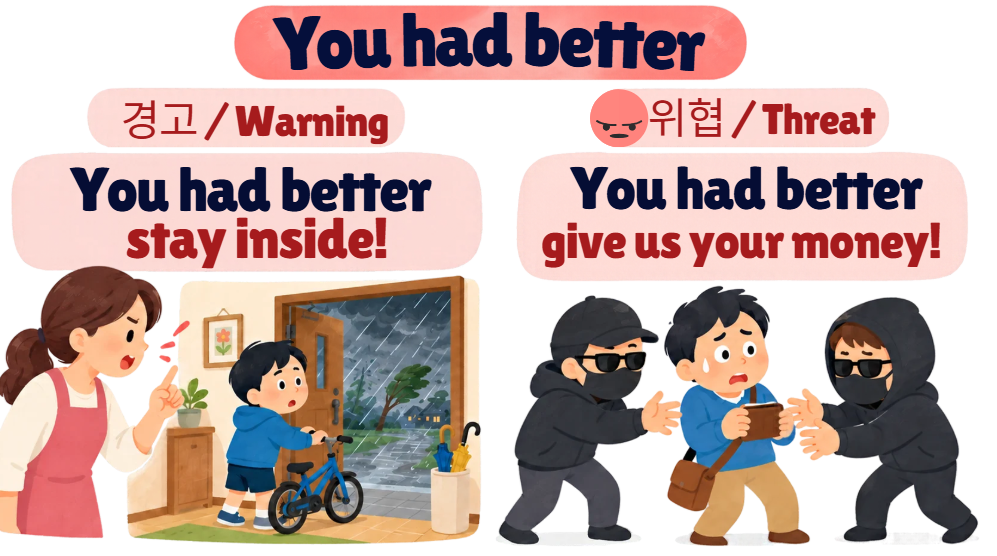 You had better
경고 / Warning
You had better
stay inside!
위협 / Threat
You had better
give us your money!